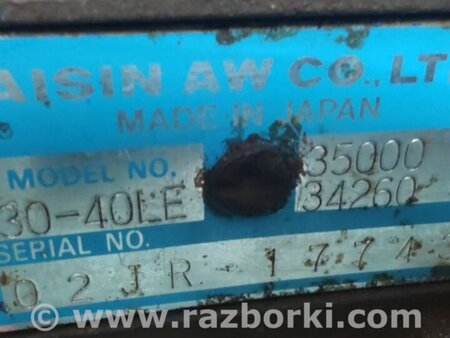 AISIN AW CO., LT
MADE IN JAPAN
MODEL NO. 35000
30-40LE 34260
SERIAL NO.
02JR-1774
www.razborki.com